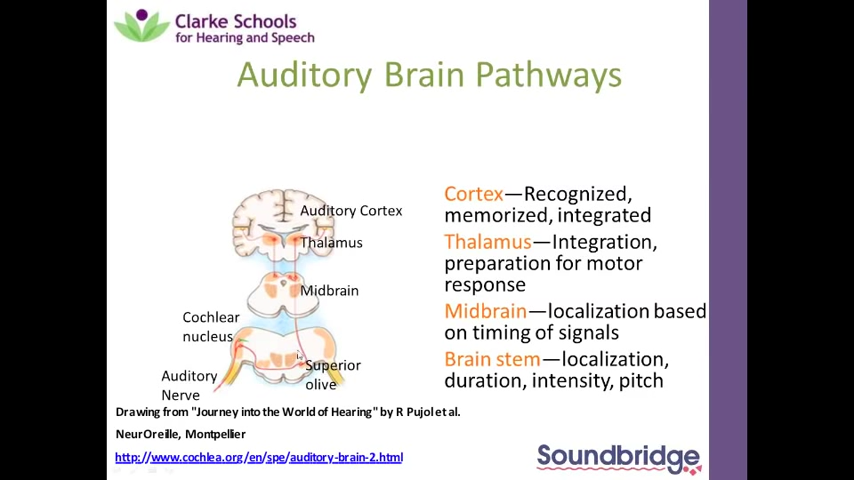 Clarke Schools
for Hearing and Speech
Auditory Brain Pathways
Auditory Cortex
Thalamus
Midbrain
Cochlear
nucleus
Superior
olive
Auditory
Nerve
Cortex—Recognized,
memorized, integrated
Thalamus—Integration,
preparation for motor
response
Midbrain—localization based
on timing of signals
Brain stem—localization,
duration, intensity, pitch
Drawing from "Journey into the World of Hearing" by R Pujol et al.
NeurOreille, Montpellier
http://www.cochlea.org/en/spe/auditory-brain-2.html
Soundbridge